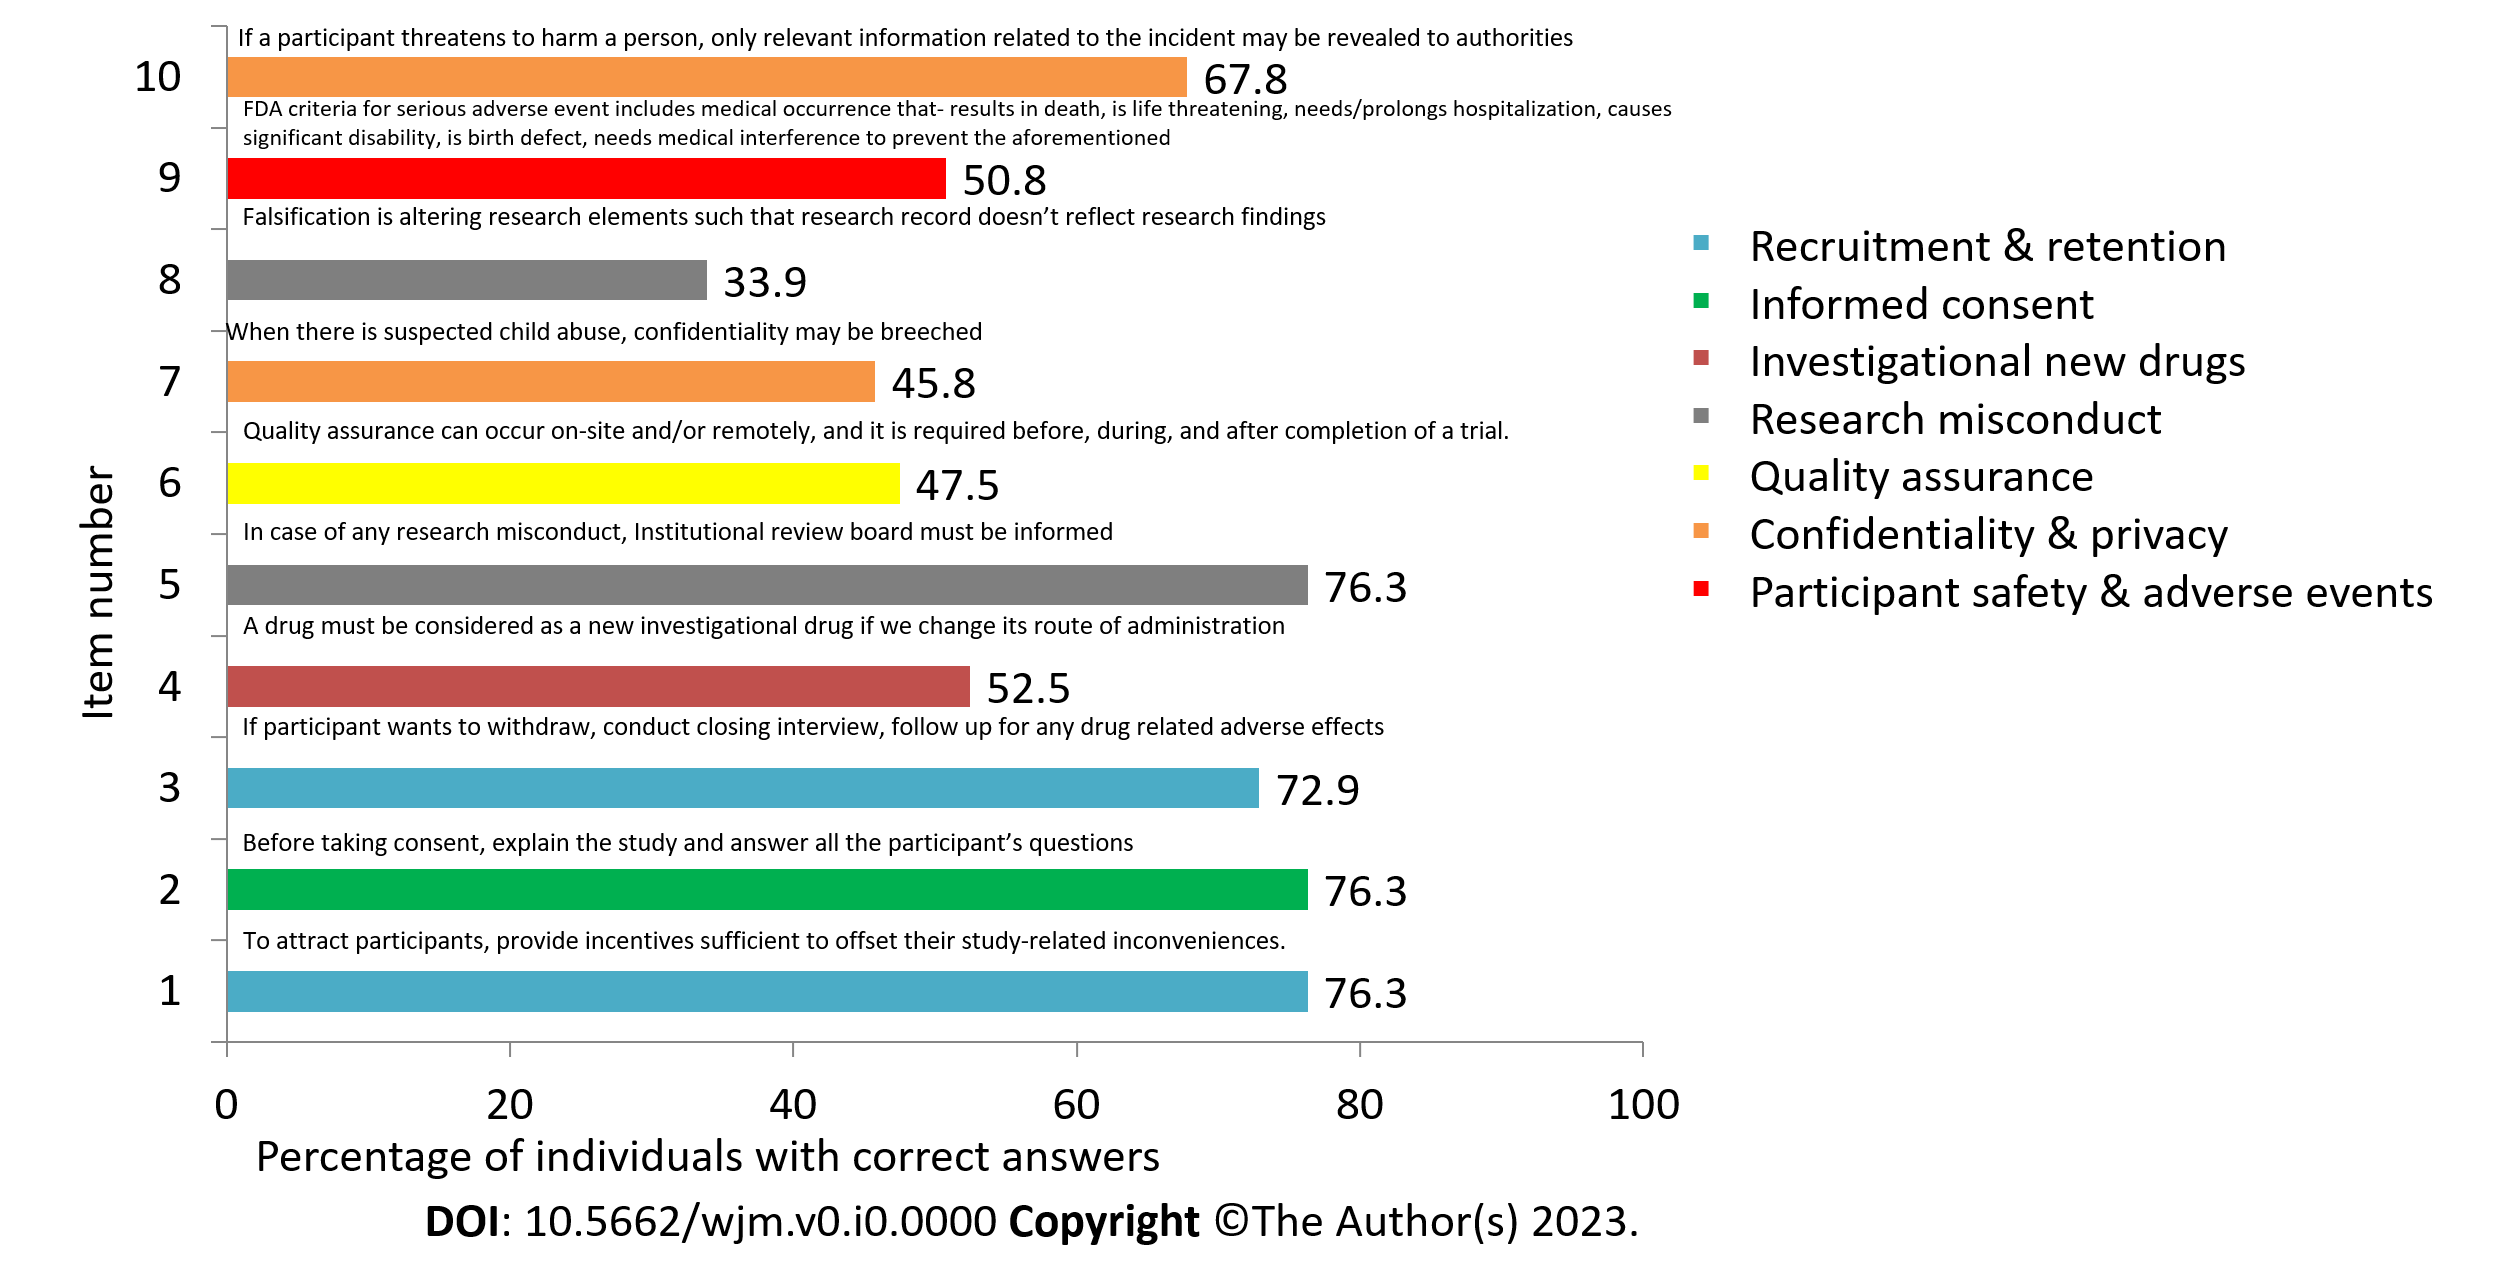 If a participant threatens to harm a person, only relevant information related to the incident may be revealed to authorities
10
67.8
FDA criteria for serious adverse event includes medical occurrence that- results in death, is life threatening, needs/prolongs hospitalization, causes
significant disability, is birth defect, needs medical interference to prevent the aforementioned
9
50.8
Falsification is altering research elements such that research record doesn’t reflect research findings
8
33.9
When there is suspected child abuse, confidentiality may be breeched
7
45.8
Quality assurance can occur on-site and/or remotely, and it is required before, during, and after completion of a trial.
6
47.5
In case of any research misconduct, Institutional review board must be informed
5
76.3
A drug must be considered as a new investigational drug if we change its route of administration
4
52.5
If participant wants to withdraw, conduct closing interview, follow up for any drug related adverse effects
3
72.9
Before taking consent, explain the study and answer all the participant’s questions
2
76.3
To attract participants, provide incentives sufficient to offset their study-related inconveniences.
1
76.3
Item number
0 20 40 60 80 100
Percentage of individuals with correct answers
Recruitment & retention
Informed consent
Investigational new drugs
Research misconduct
Quality assurance
Confidentiality & privacy
Participant safety & adverse events
DOI: 10.5662/wjm.v0.i0.0000 Copyright ©The Author(s) 2023.